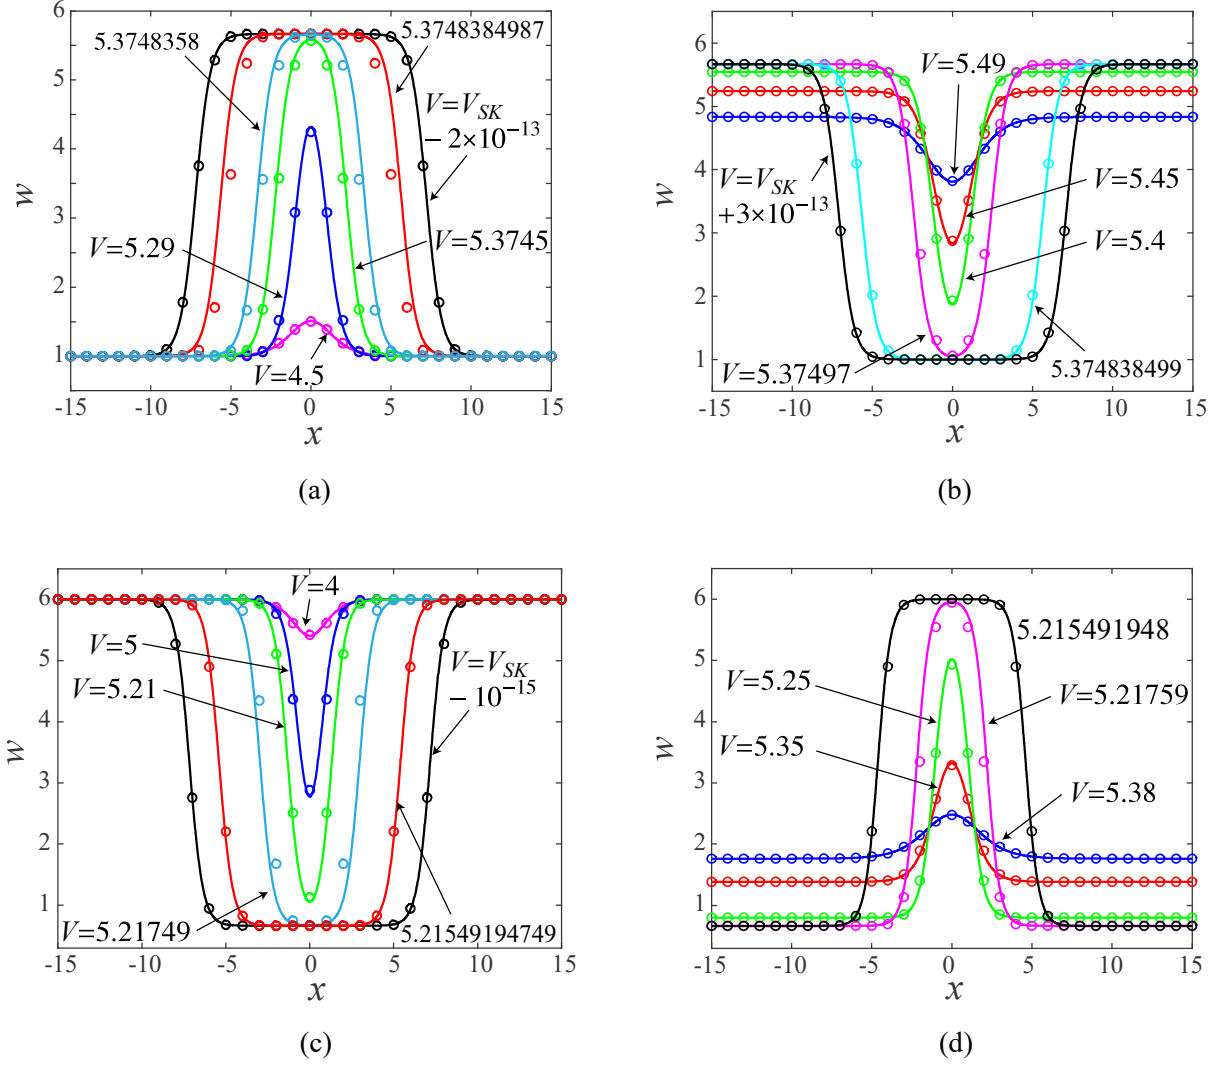 6
5
4
3
2
1
w
-15
-10
-5
0
5
10
15
x
5.3748358
5.3748384987
V=V_SK
− 2×10⁻¹³
V=5.29
V=5.3745
V=4.5
(a)
6
5
4
3
2
1
w
-15
-10
-5
0
5
10
15
x
V=5.49
V=V_SK
+3×10⁻¹³
V=5.45
V=5.4
V=5.37497
5.374838499
(b)
6
5
4
3
2
1
w
-15
-10
-5
0
5
10
15
x
V=4
V=5
V=5.21
V=V_SK
− 10⁻¹⁵
V=5.21749
5.21549194749
(c)
6
5
4
3
2
1
w
-15
-10
-5
0
5
10
15
x
5.215491948
V=5.25
V=5.21759
V=5.35
V=5.38
(d)